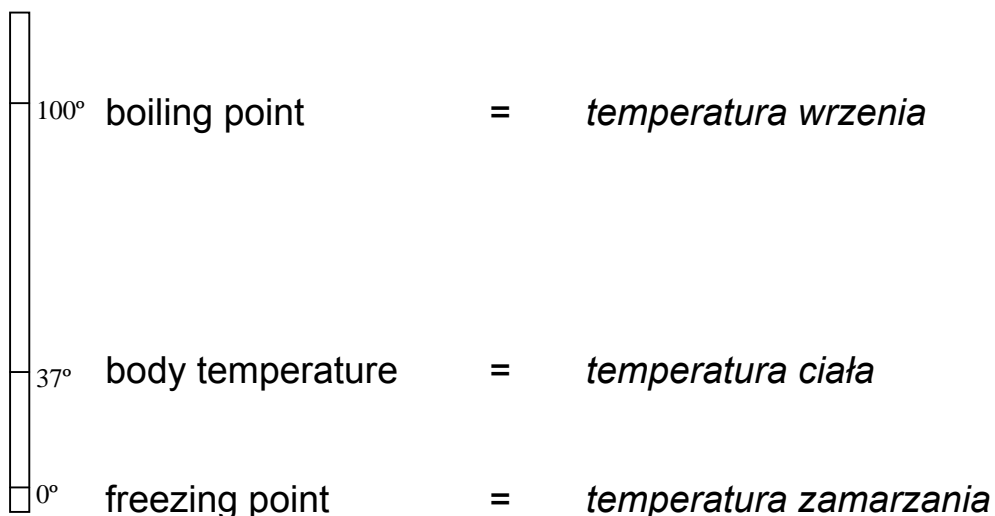 100º boiling point = temperatura wrzenia
37º body temperature = temperatura ciała
0º freezing point = temperatura zamarzania